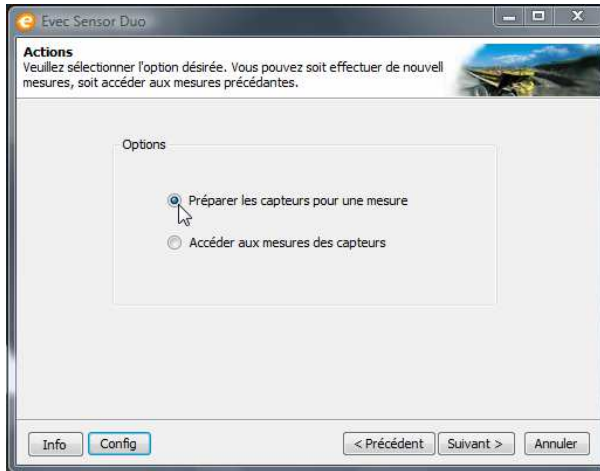 Evec Sensor Duo
Actions
Veuillez sélectionner l'option désirée. Vous pouvez soit effectuer de nouvell
mesures, soit accéder aux mesures précédantes.
Options
Préparer les capteurs pour une mesure
Accéder aux mesures des capteurs
Info Config < Précédent Suivant > Annuler